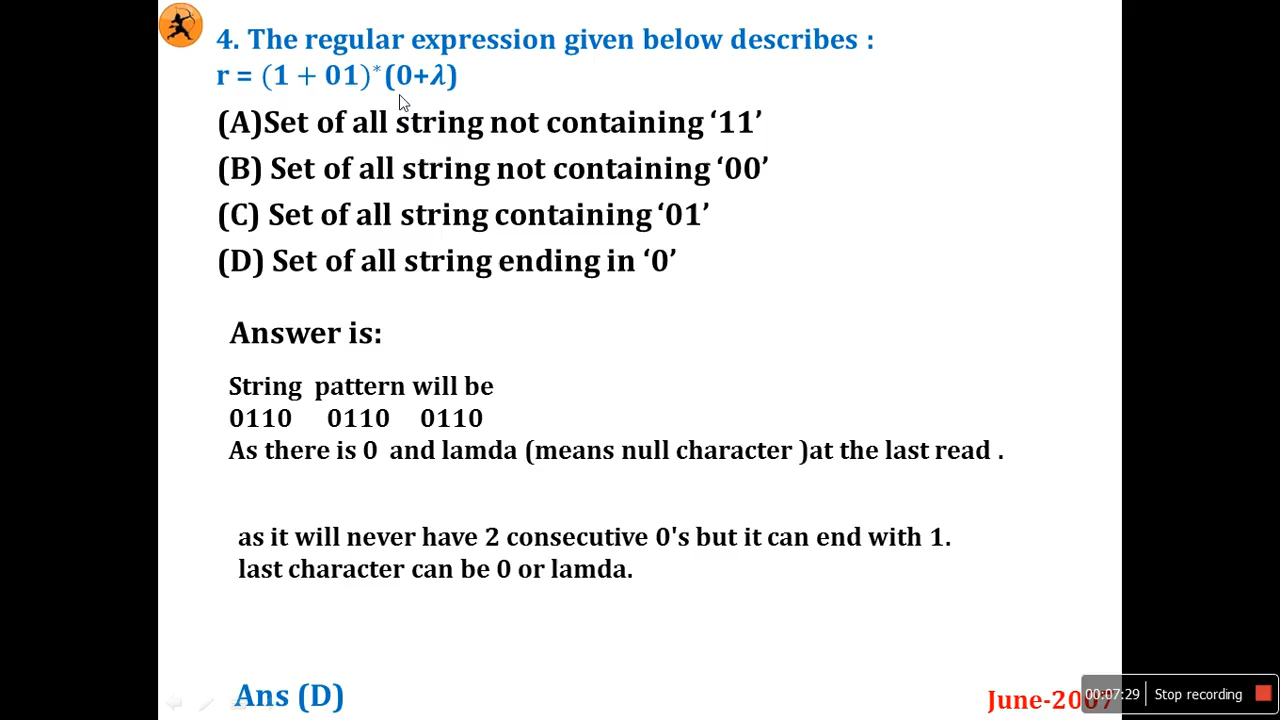 4. The regular expression given below describes :
r = (1 + 01)*(0+λ)
(A)Set of all string not containing ‘11’
(B) Set of all string not containing ‘00’
(C) Set of all string containing ‘01’
(D) Set of all string ending in ‘0’
Answer is:
String pattern will be
0110 0110 0110
As there is 0 and lamda (means null character )at the last read .
as it will never have 2 consecutive 0's but it can end with 1.
last character can be 0 or lamda.
Ans (D)
June-2007
00:07:29 Stop recording